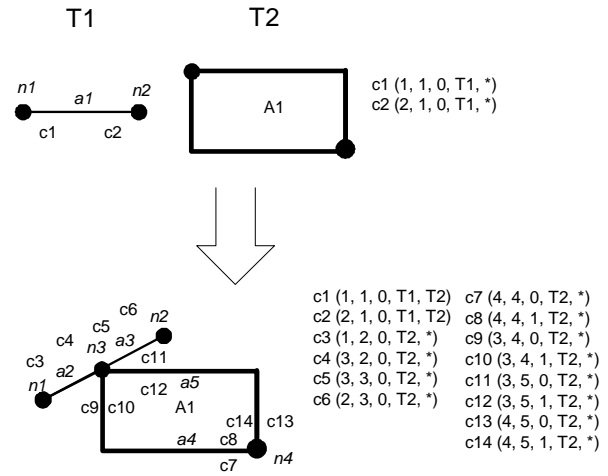 T1 T2
n1 a1 n2
c1 c2
A1
c1 (1, 1, 0, T1, *)
c2 (2, 1, 0, T1, *)
c6 n2
c5 a3
c4 n3 c11
c3 a2
n1
c12 a5
c9 c10 A1
c14 c13
a4 c8
c7 n4
c1 (1, 1, 0, T1, T2)
c2 (2, 1, 0, T1, T2)
c3 (1, 2, 0, T2, *)
c4 (3, 2, 0, T2, *)
c5 (3, 3, 0, T2, *)
c6 (2, 3, 0, T2, *)
c7 (4, 4, 0, T2, *)
c8 (4, 4, 1, T2, *)
c9 (3, 4, 0, T2, *)
c10 (3, 4, 1, T2, *)
c11 (3, 5, 0, T2, *)
c12 (3, 5, 1, T2, *)
c13 (4, 5, 0, T2, *)
c14 (4, 5, 1, T2, *)